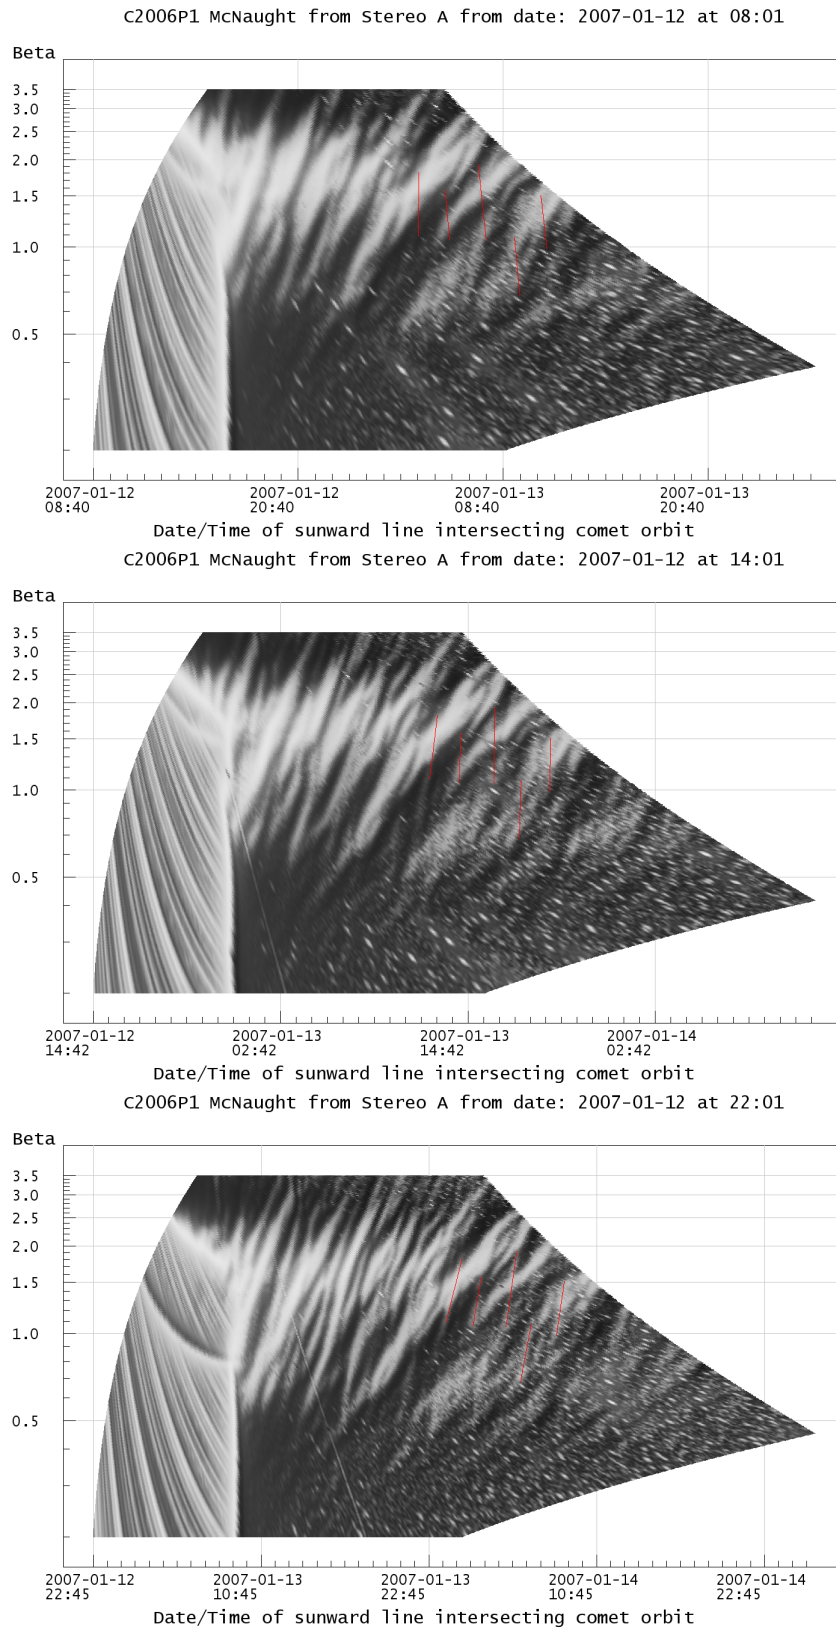 C2006P1 McNaught from Stereo A from date: 2007-01-12 at 08:01
Beta
3.5
3.0
2.5
2.0
1.5
1.0
0.5
2007-01-12 2007-01-12 2007-01-13 2007-01-13
08:40 20:40 08:40 20:40
Date/Time of sunward line intersecting comet orbit
C2006P1 McNaught from Stereo A from date: 2007-01-12 at 14:01
Beta
3.5
3.0
2.5
2.0
1.5
1.0
0.5
2007-01-12 2007-01-13 2007-01-13 2007-01-14
14:42 02:42 14:42 02:42
Date/Time of sunward line intersecting comet orbit
C2006P1 McNaught from Stereo A from date: 2007-01-12 at 22:01
Beta
3.5
3.0
2.5
2.0
1.5
1.0
0.5
2007-01-12 2007-01-13 2007-01-13 2007-01-14 2007-01-14
22:45 10:45 22:45 10:45 22:45
Date/Time of sunward line intersecting comet orbit